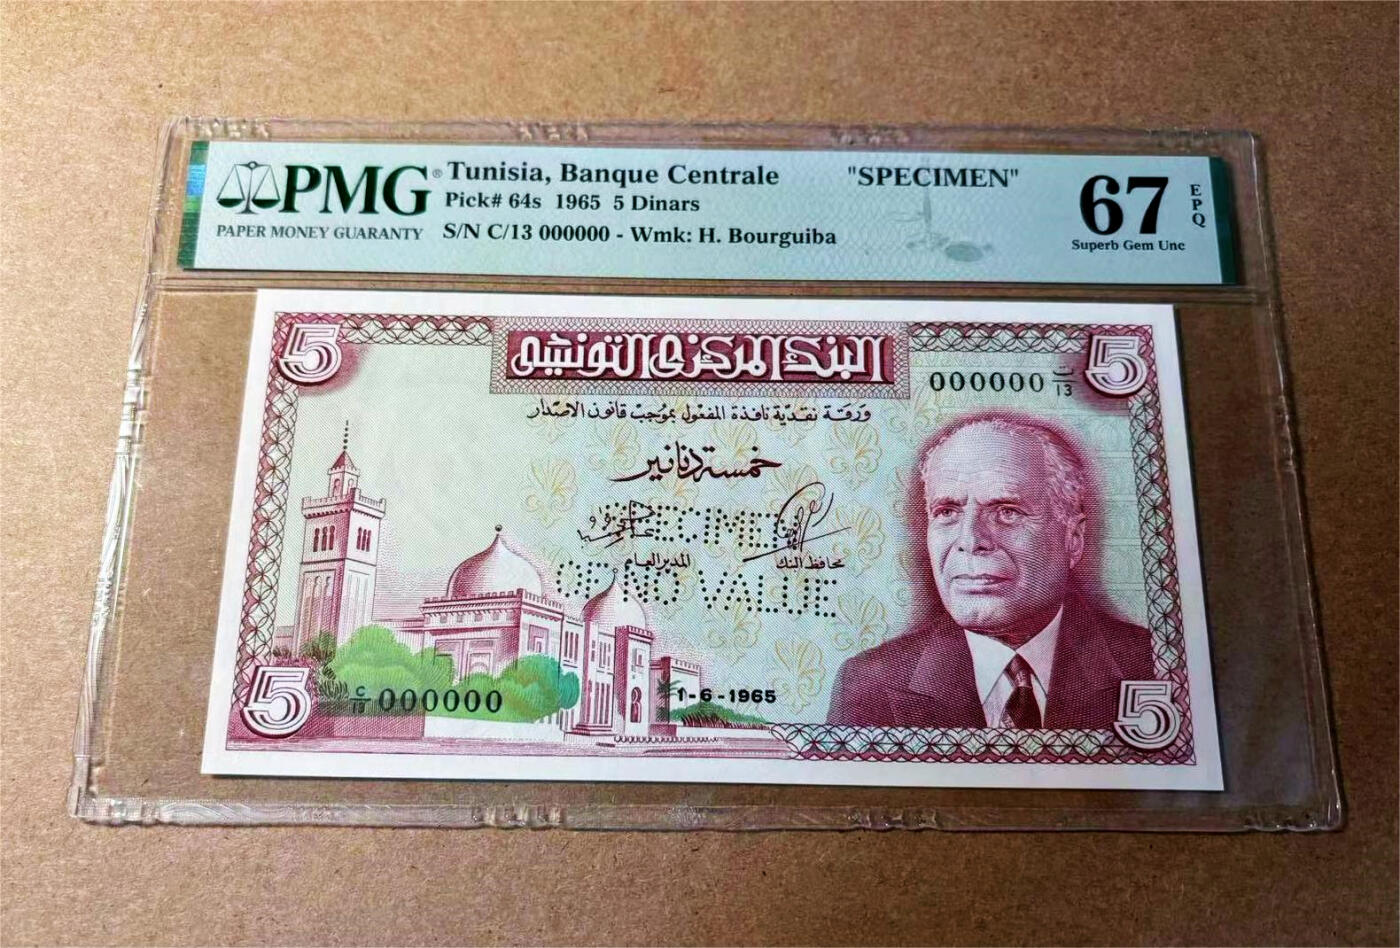 PMG® Tunisia, Banque Centrale "SPECIMEN" 67 EPQ
Pick# 64s 1965 5 Dinars
PAPER MONEY GUARANTY S/N C/13 000000 - Wmk: H. Bourguiba Superb Gem Unc
5 البنك المركزي التونسي 5
000000 ت/13
ورقة نقدية نافذة المفعول بموجب قانون الاصدار
خمسة دنانير
SPECIMEN
المدير العام محافظ البنك
OF NO VALUE
5 C/13 000000 1-6-1965 5